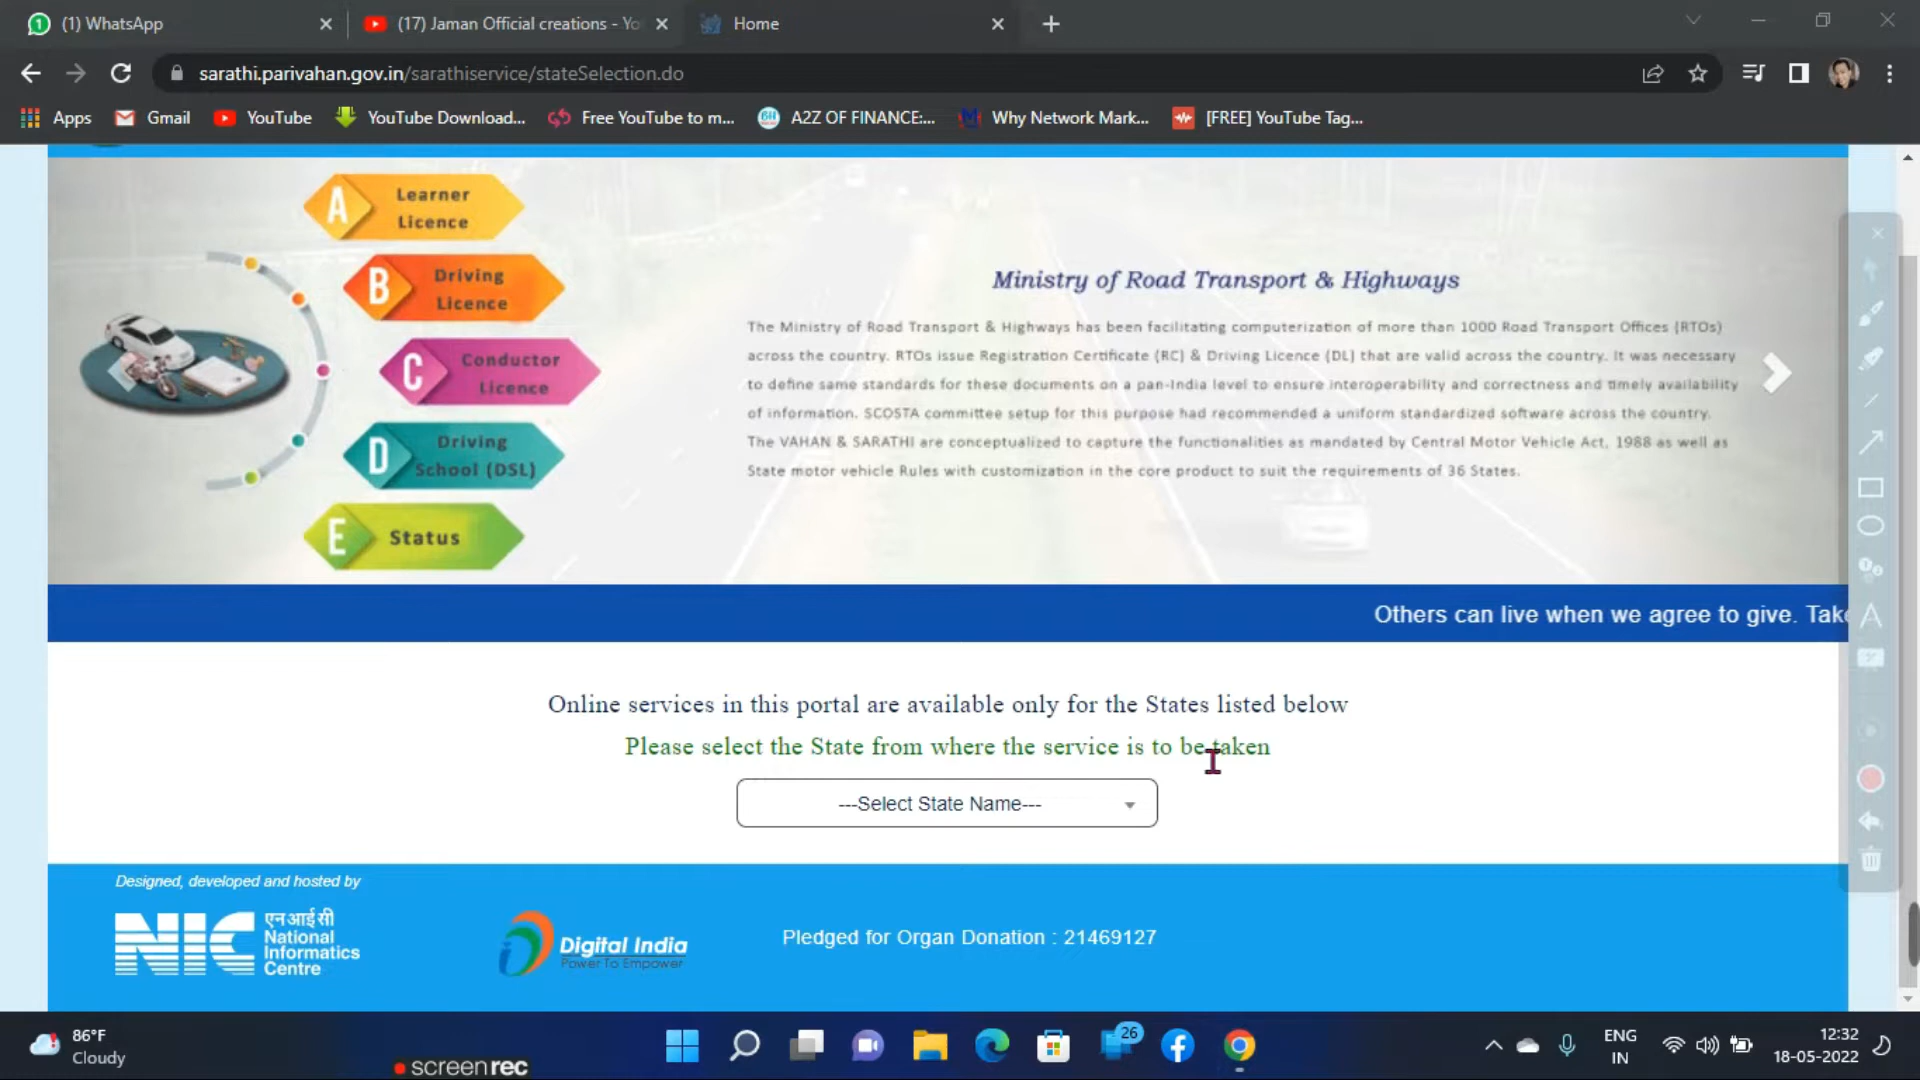 (1) WhatsApp
(17) Jaman Official creations - Yo
Home
sarathi.parivahan.gov.in/sarathiservice/stateSelection.do
Apps
Gmail
YouTube
YouTube Download...
Free YouTube to m...
A2Z OF FINANCE:...
Why Network Mark...
[FREE] YouTube Tag...
A Learner
Licence
B Driving
Licence
C Conductor
Licence
D Driving
School (DSL)
E Status
Ministry of Road Transport & Highways
The Ministry of Road Transport & Highways has been facilitating computerization of more than 1000 Road Transport Offices (RTOs)
across the country. RTOs issue Registration Certificate (RC) & Driving Licence (DL) that are valid across the country. It was necessary
to define same standards for these documents on a pan-India level to ensure interoperability and correctness and timely availability
of information. SCOSTA committee setup for this purpose had recommended a uniform standardized software across the country.
The VAHAN & SARATHI are conceptualized to capture the functionalities as mandated by Central Motor Vehicle Act, 1988 as well as
State motor vehicle Rules with customization in the core product to suit the requirements of 36 States.
Others can live when we agree to give. Take
Online services in this portal are available only for the States listed below
Please select the State from where the service is to be taken
---Select State Name---
Designed, developed and hosted by
NIC
एन आई सी
National
Informatics
Centre
Digital India
Power To Empower
Pledged for Organ Donation : 21469127
86°F
Cloudy
screenrec
26
ENG
IN
12:32
18-05-2022